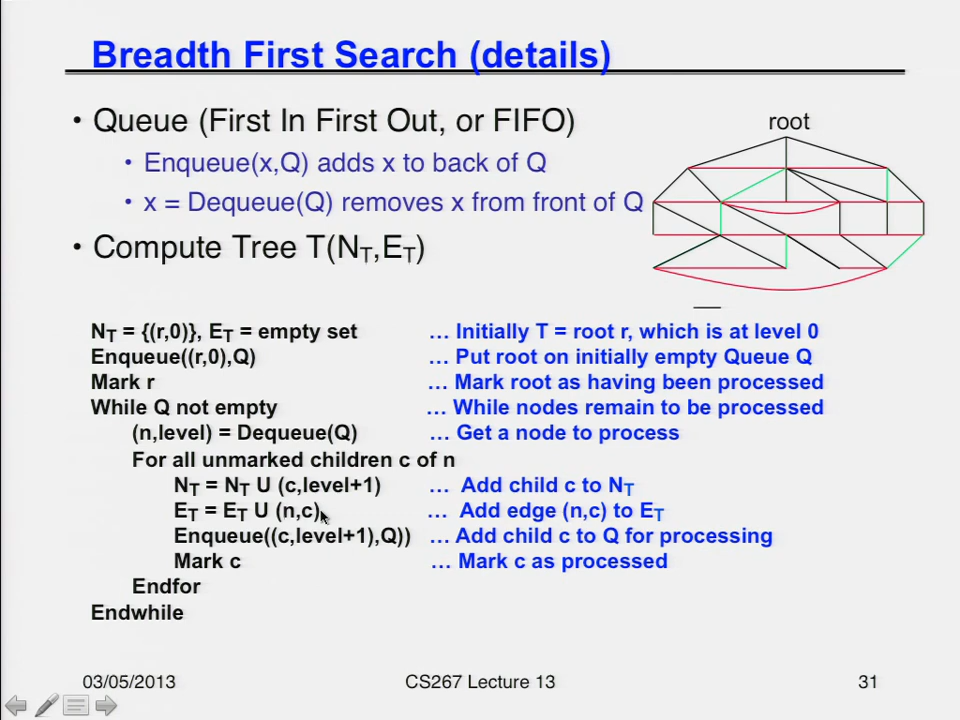 Breadth First Search (details)
• Queue (First In First Out, or FIFO)
• Enqueue(x,Q) adds x to back of Q
• x = Dequeue(Q) removes x from front of Q
• Compute Tree T(NT,ET)
root
NT = {(r,0)}, ET = empty set … Initially T = root r, which is at level 0
Enqueue((r,0),Q) … Put root on initially empty Queue Q
Mark r … Mark root as having been processed
While Q not empty … While nodes remain to be processed
(n,level) = Dequeue(Q) … Get a node to process
For all unmarked children c of n
NT = NT U (c,level+1) … Add child c to NT
ET = ET U (n,c) … Add edge (n,c) to ET
Enqueue((c,level+1),Q)) … Add child c to Q for processing
Mark c … Mark c as processed
Endfor
Endwhile
03/05/2013 CS267 Lecture 13 31